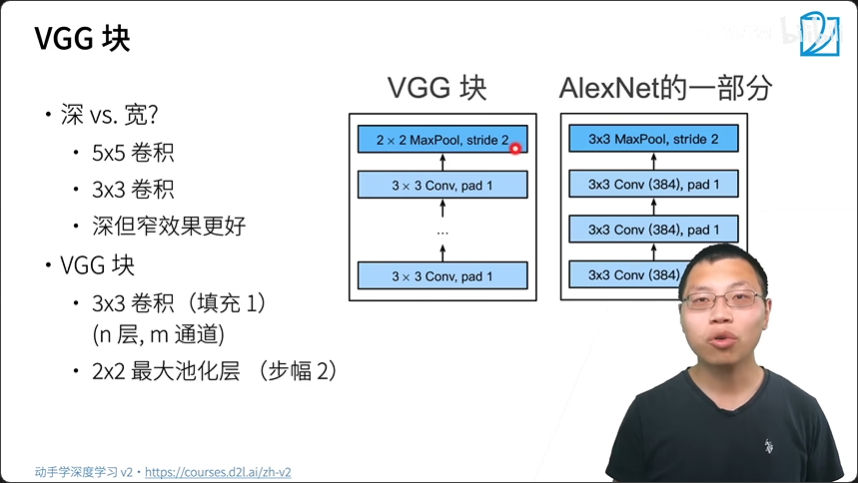 VGG 块
• 深 vs. 宽?
• 5x5 卷积
• 3x3 卷积
• 深但窄效果更好
• VGG 块
• 3x3 卷积（填充 1）
(n 层, m 通道)
• 2x2 最大池化层 （步幅 2）
VGG 块
2 × 2 MaxPool, stride 2
3 × 3 Conv, pad 1
...
3 × 3 Conv, pad 1
AlexNet的一部分
3x3 MaxPool, stride 2
3x3 Conv (384), pad 1
3x3 Conv (384), pad 1
3x3 Conv (384)
动手学深度学习 v2 • https://courses.d2l.ai/zh-v2